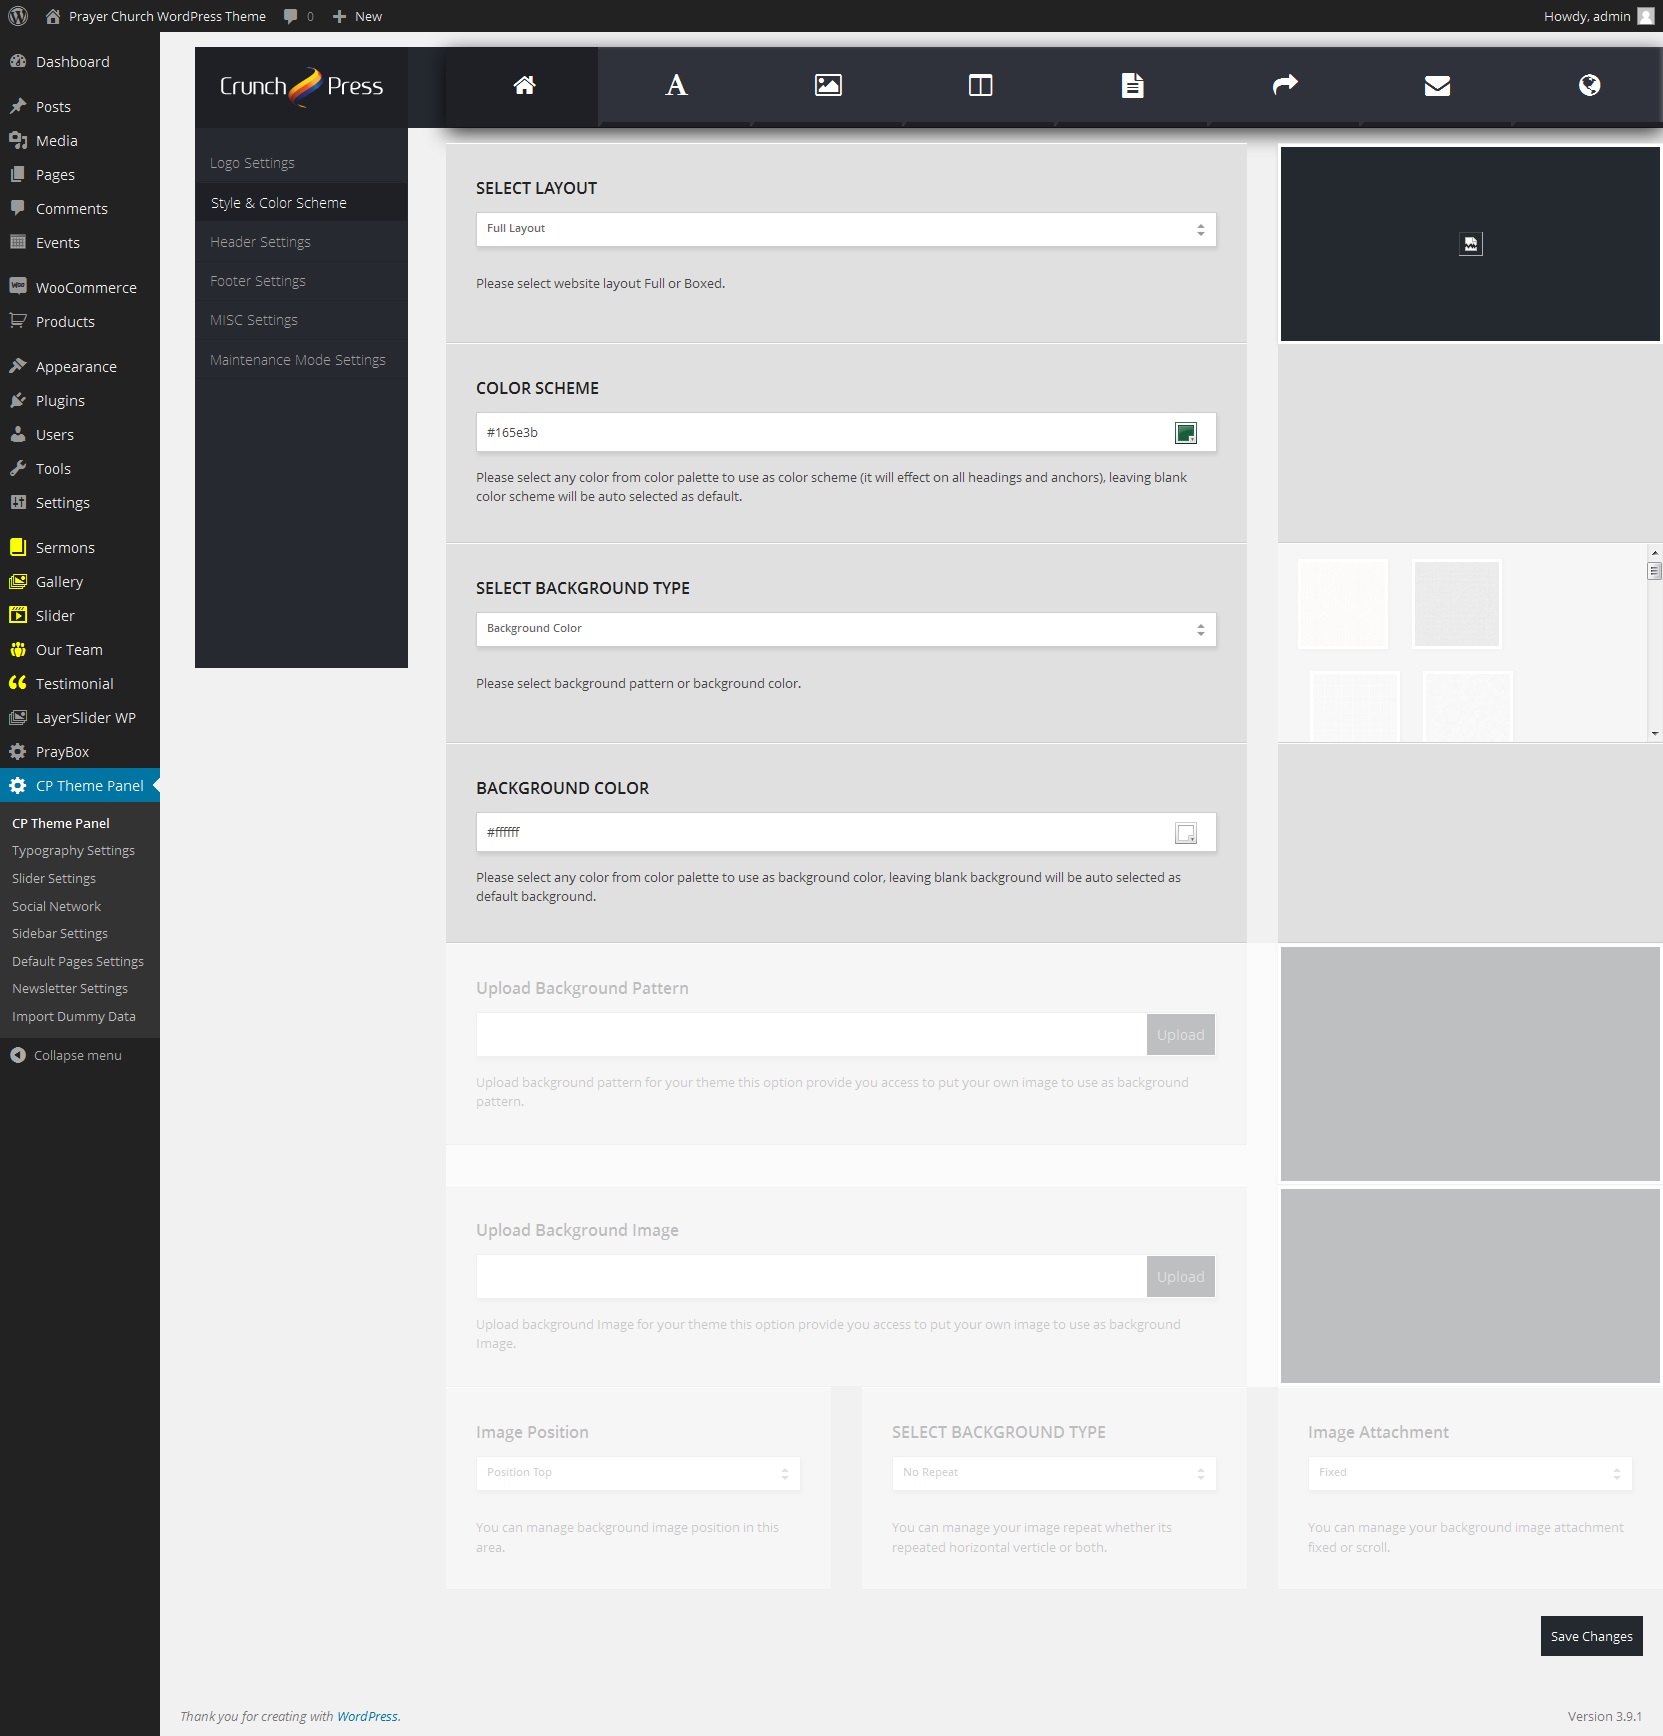 Prayer Church WordPress Theme 0 New Howdy, admin
Dashboard
Posts
Media
Pages
Comments
Events
WooCommerce
Products
Appearance
Plugins
Users
Tools
Settings
Sermons
Gallery
Slider
Our Team
Testimonial
LayerSlider WP
PrayBox
CP Theme Panel
CP Theme Panel
Typography Settings
Slider Settings
Social Network
Sidebar Settings
Default Pages Settings
Newsletter Settings
Import Dummy Data
Collapse menu
Crunch Press
Logo Settings
Style & Color Scheme
Header Settings
Footer Settings
MISC Settings
Maintenance Mode Settings
SELECT LAYOUT
Full Layout
Please select website layout Full or Boxed.
COLOR SCHEME
#165e3b
Please select any color from color palette to use as color scheme (it will effect on all headings and anchors), leaving blank
color scheme will be auto selected as default.
SELECT BACKGROUND TYPE
Background Color
Please select background pattern or background color.
BACKGROUND COLOR
#ffffff
Please select any color from color palette to use as background color, leaving blank background will be auto selected as
default background.
Upload Background Pattern
Upload
Upload background pattern for your theme this option provide you access to put your own image to use as background
pattern.
Upload Background Image
Upload
Upload background Image for your theme this option provide you access to put your own image to use as background
Image.
Image Position
Position Top
You can manage background image position in this
area.
SELECT BACKGROUND TYPE
No Repeat
You can manage your image repeat whether its
repeated horizontal verticle or both.
Image Attachment
Fixed
You can manage your background image attachment
fixed or scroll.
Save Changes
Thank you for creating with WordPress.
Version 3.9.1